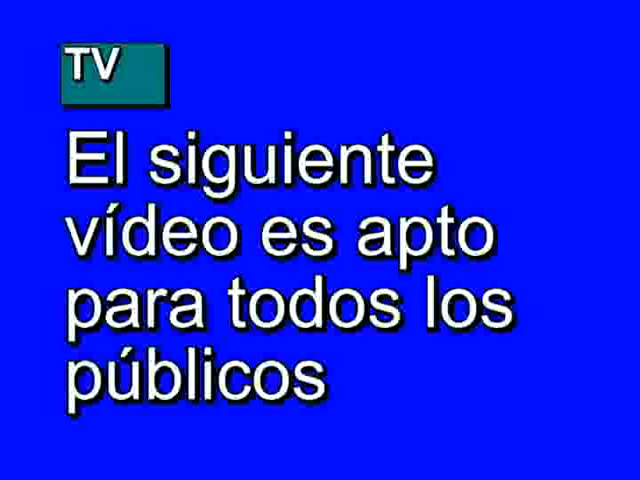 TV
El siguiente
vídeo es apto
para todos los
públicos